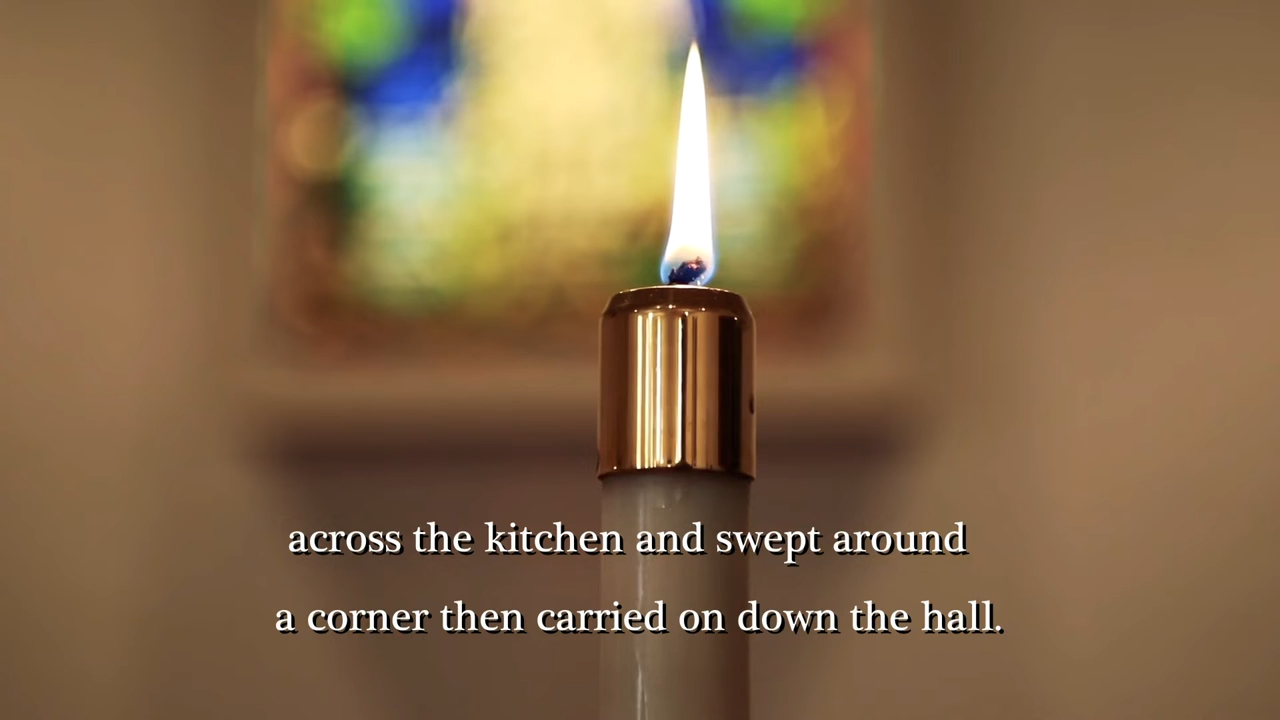 across the kitchen and swept around
a corner then carried on down the hall.